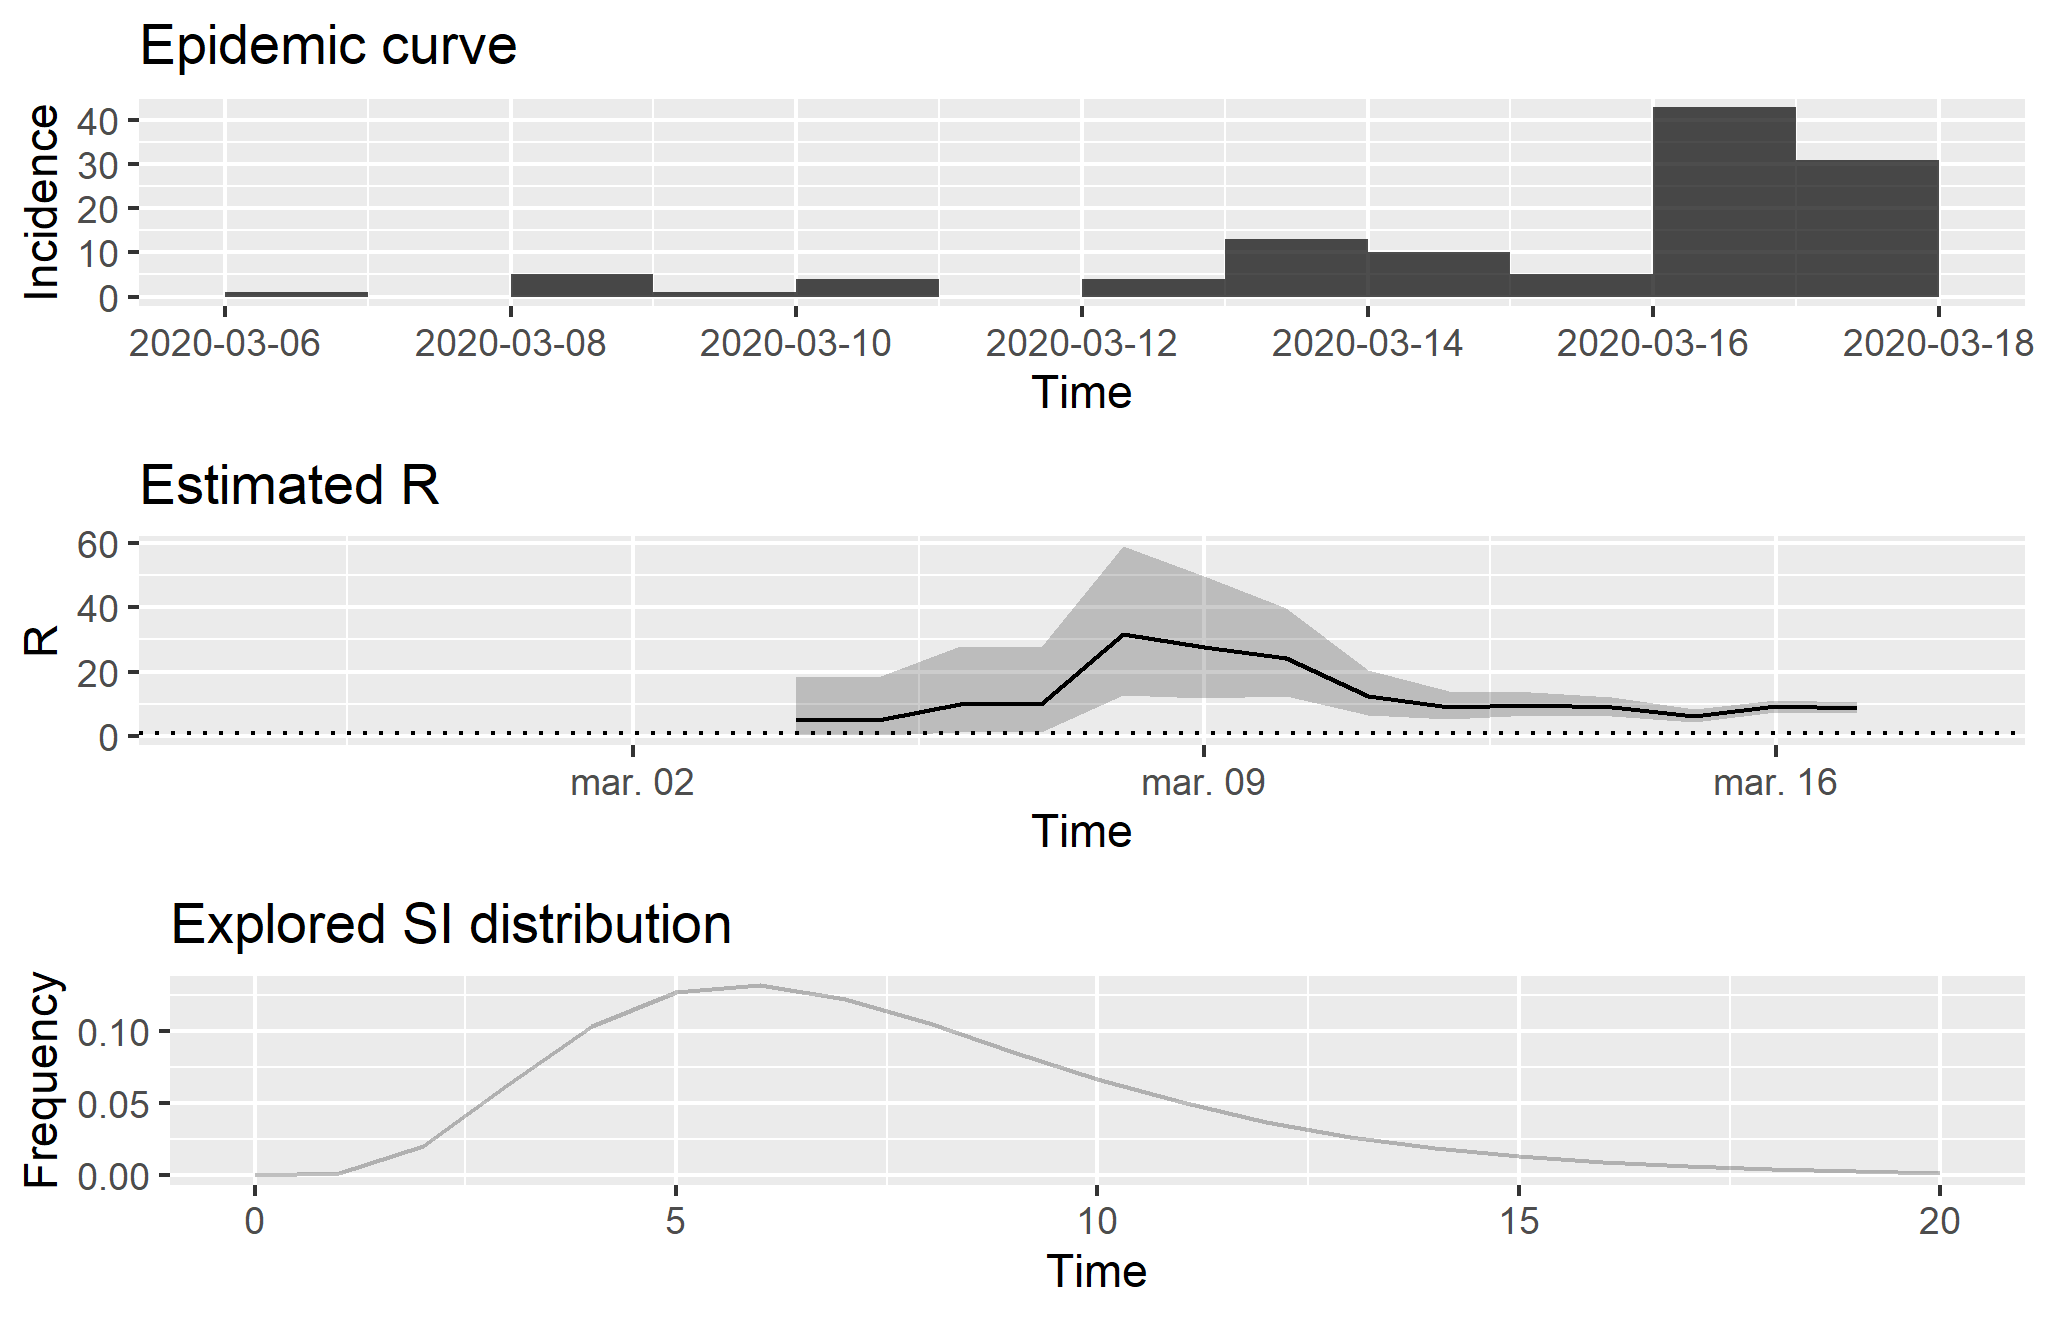 Epidemic curve
Incidence
40
30
20
10
0
2020-03-06 2020-03-08 2020-03-10 2020-03-12 2020-03-14 2020-03-16 2020-03-18
Time
Estimated R
R
60
40
20
0
mar. 02 mar. 09 mar. 16
Time
Explored SI distribution
Frequency
0.10
0.05
0.00
0 5 10 15 20
Time